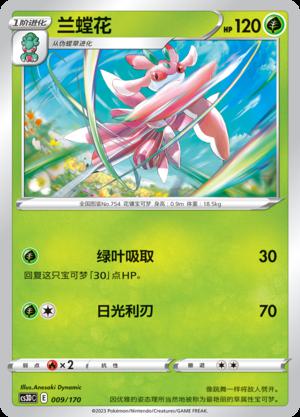 1阶进化
兰螳花
HP 120
从伪螳草进化
全国图鉴No.754 花镰宝可梦 身高：0.9m 体重：18.5kg
绿叶吸取 30
回复这只宝可梦「30」点HP。
日光利刃 70
弱点 ×2 抗性 撤退
Illus.Anesaki Dynamic
CS3D C E 009/170
像跳舞一样将敌人劈开。
因优雅的姿态理所当然地被称为最艳丽的草属性宝可梦。
©2023 Pokémon/Nintendo/Creatures/GAME FREAK.